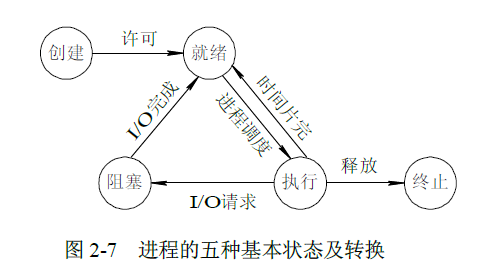 创建
许可
就绪
I/O完成
进程调度
时间片完
阻塞
I/O请求
执行
释放
终止
图 2-7 进程的五种基本状态及转换